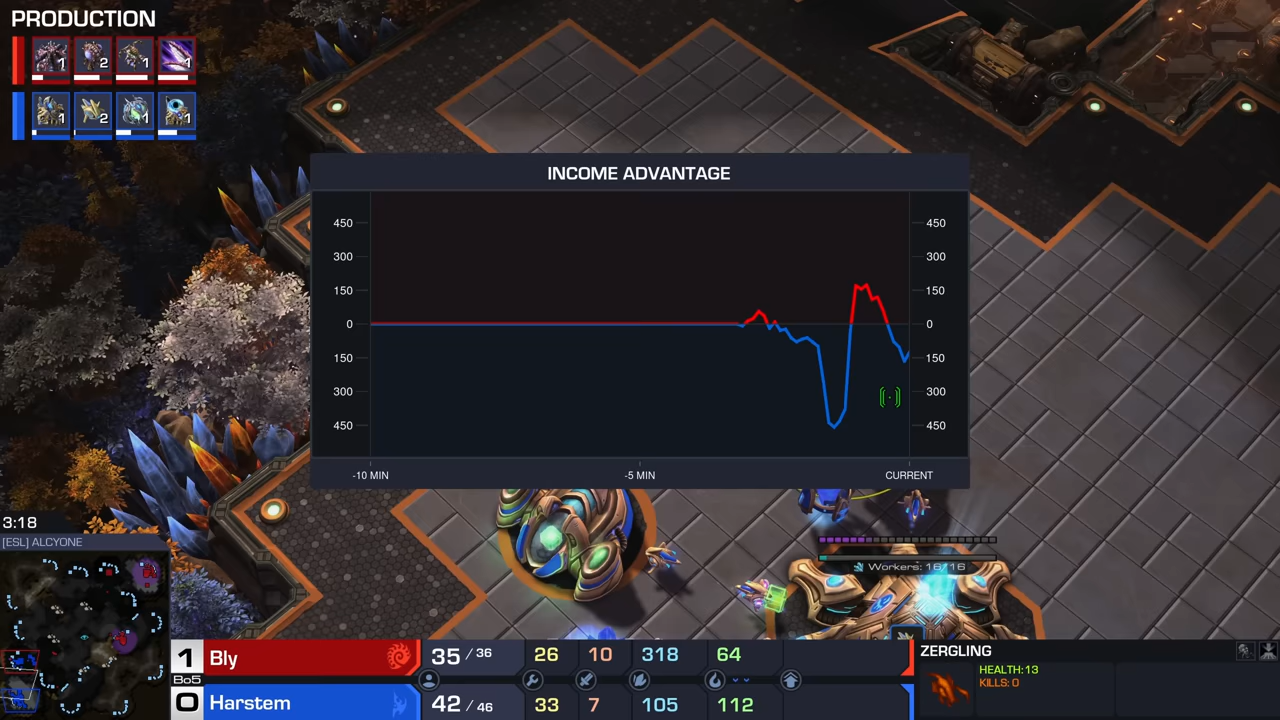 PRODUCTION
1 2 1 1
1 2 1 1
INCOME ADVANTAGE
450 450
300 300
150 150
0 0
150 150
300 300
450 450
-10 MIN -5 MIN CURRENT
3:18
[ESL] ALCYONE
Workers: 16/16
1 Bly 35 / 36 26 10 318 64
Bo5
0 Harstem 42 / 46 33 7 105 112
ZERGLING
HEALTH: 13
KILLS: 0